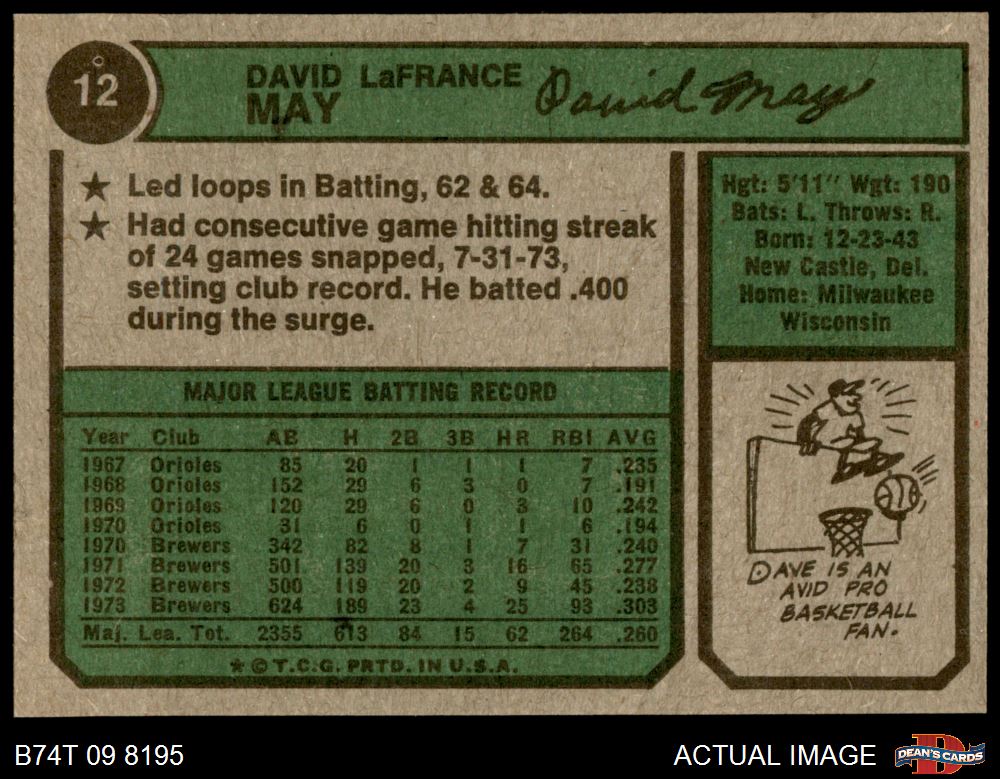 12
DAVID LaFRANCE
MAY
David May
★ Led loops in Batting, 62 & 64.
★ Had consecutive game hitting streak
of 24 games snapped, 7-31-73,
setting club record. He batted .400
during the surge.
Hgt: 5'11" Wgt: 190
Bats: L. Throws: R.
Born: 12-23-43
New Castle, Del.
Home: Milwaukee
Wisconsin
MAJOR LEAGUE BATTING RECORD
Year Club AB H 2B 3B HR RBI AVG
1967 Orioles 85 20 1 1 1 7 .235
1968 Orioles 152 29 6 3 0 7 .191
1969 Orioles 120 29 6 0 3 10 .242
1970 Orioles 31 6 0 1 1 6 .194
1970 Brewers 342 82 8 1 7 31 .240
1971 Brewers 501 139 20 3 16 65 .277
1972 Brewers 500 119 20 2 9 45 .238
1973 Brewers 624 189 23 4 25 93 .303
Maj. Lea. Tot. 2355 613 84 15 62 264 .260
★ © T.C.G. PRTD. IN U.S.A.
DAVE IS AN
AVID PRO
BASKETBALL
FAN.
B74T 09 8195
ACTUAL IMAGE
DEAN'S CARDS